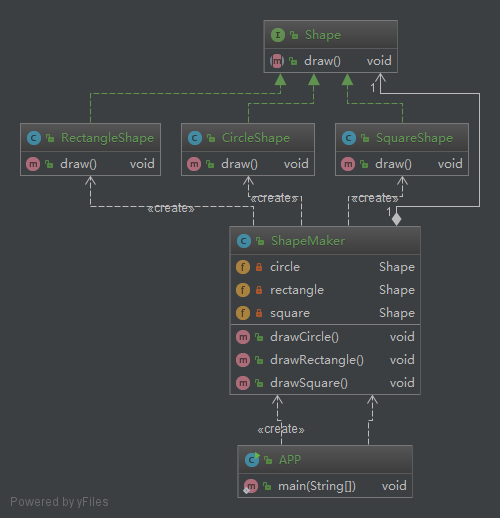 Shape
draw() void
1
RectangleShape
draw() void
CircleShape
draw() void
SquareShape
draw() void
«create»
«create»
«create»
1
ShapeMaker
circle Shape
rectangle Shape
square Shape
drawCircle() void
drawRectangle() void
drawSquare() void
«create»
APP
main(String[]) void
Powered by yFiles